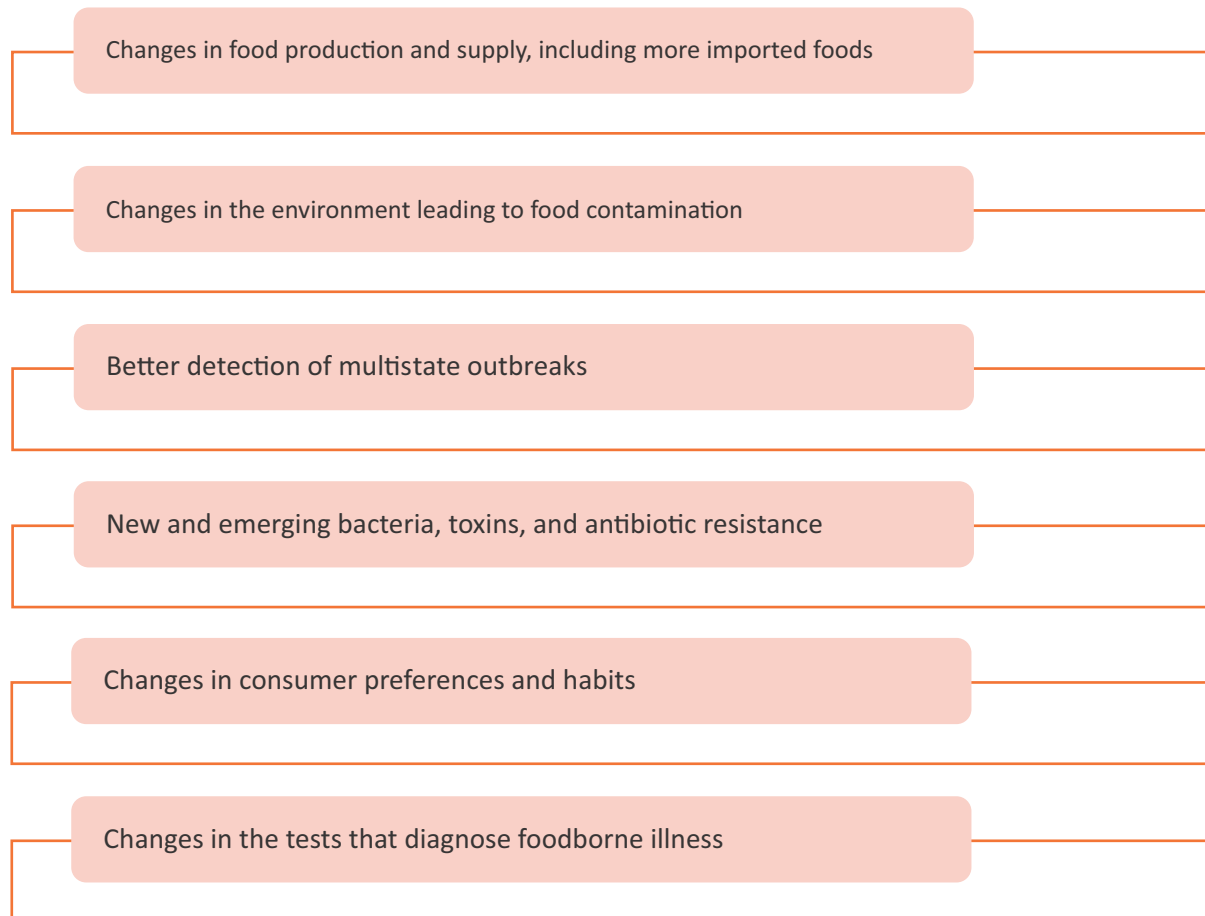 Changes in food production and supply, including more imported foods
Changes in the environment leading to food contamination
Better detection of multistate outbreaks
New and emerging bacteria, toxins, and antibiotic resistance
Changes in consumer preferences and habits
Changes in the tests that diagnose foodborne illness